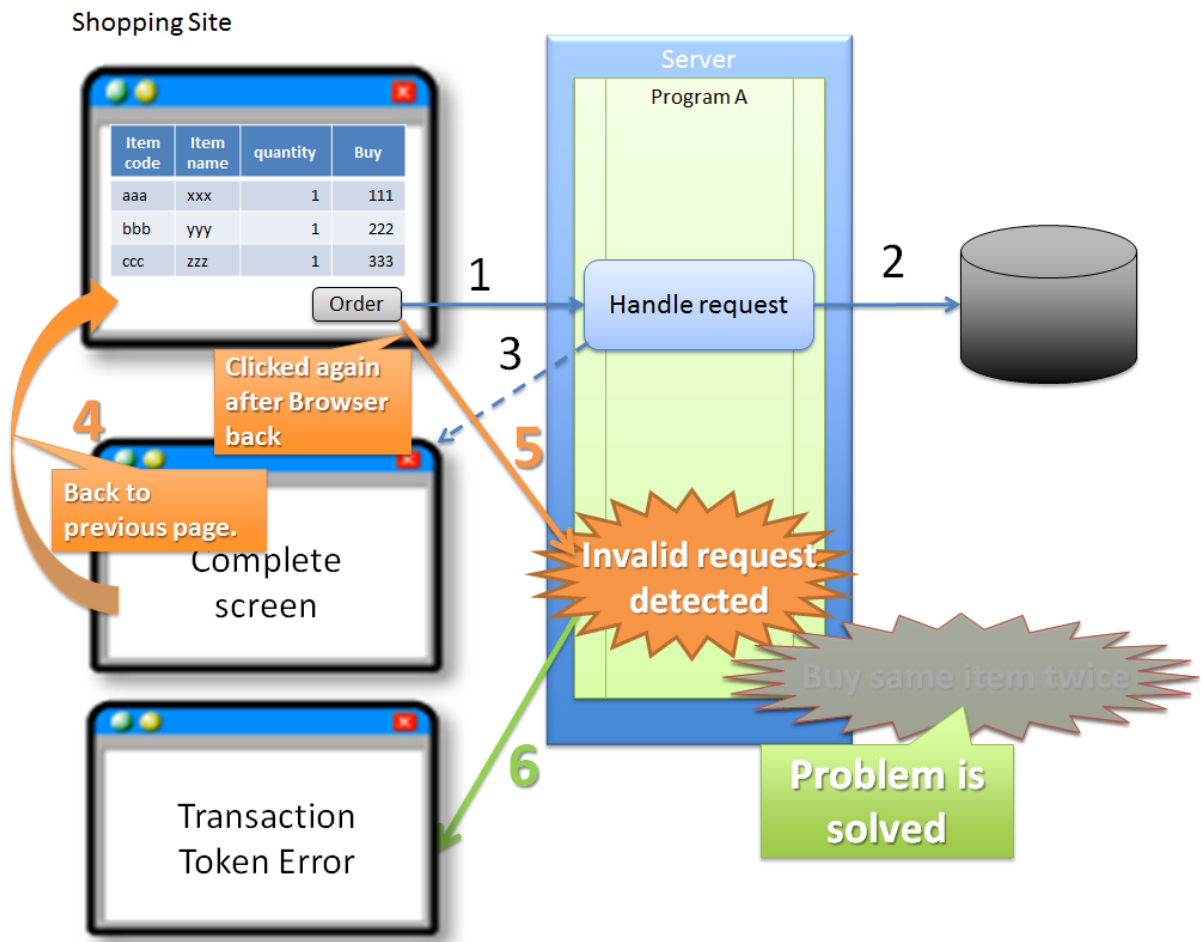 Shopping Site
Server
Program A
Item code
Item name
quantity
Buy
aaa xxx 1 111
bbb yyy 1 222
ccc zzz 1 333
Order
1
Handle request
2
3
Clicked again
after Browser
back
4
5
Back to
previous page.
Complete
screen
Invalid request
detected
Buy same item twice
6
Problem is
solved
Transaction
Token Error